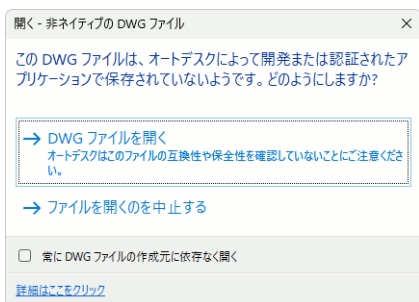 開く - 非ネイティブの DWG ファイル
この DWG ファイルは、オートデスクによって開発または認証されたア
プリケーションで保存されていないようです。どのようにしますか?
→ DWG ファイルを開く
オートデスクはこのファイルの互換性や保全性を確認していないことにご注意くださ
い。
→ ファイルを開くのを中止する
常に DWG ファイルの作成元に依存なく開く
詳細はここをクリック